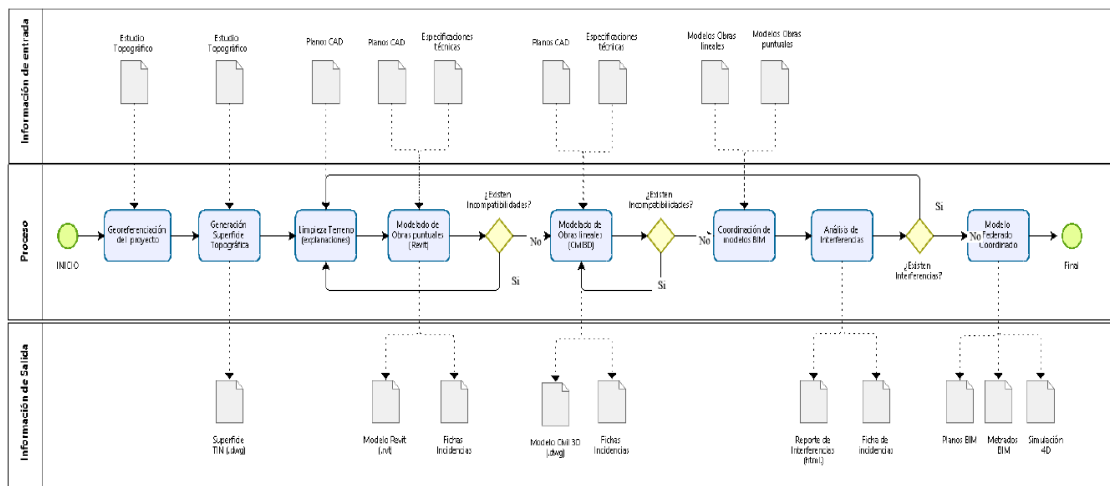 Información de entrada
Estudio
Topográfico
Estudio
Topográfico
Planos CAD
Planos CAD
Especificaciones
técnicas
Planos CAD
Especificaciones
técnicas
Modelos Obras
lineales
Modelos Obras
puntuales
Proceso
INICIO
Georeferenciación
del proyecto
Generación
Superficie
Topográfica
Limpieza Terreno
(explanaciones)
Modelado de
Obras puntuales
(Revit)
¿Existen
Incompatibilidades?
No
Si
Modelado de
Obras lineales
(CIVIL3D)
¿Existen
Incompatibilidades?
No
Si
Coordinación de
modelos BIM
Análisis de
Interferencias
Si
¿Existen
Interferencias?
No
Modelo
Federado
Coordinado
Final
Información de Salida
Superficie
TIN (.dwg)
Modelo Revit
(.rvt)
Fichas
Incidencias
Modelo Civil 3D
(.dwg)
Fichas
Incidencias
Reporte de
Interferencias
(html)
Ficha de
incidencias
Planos BIM
Metrados
BIM
Simulación
4D